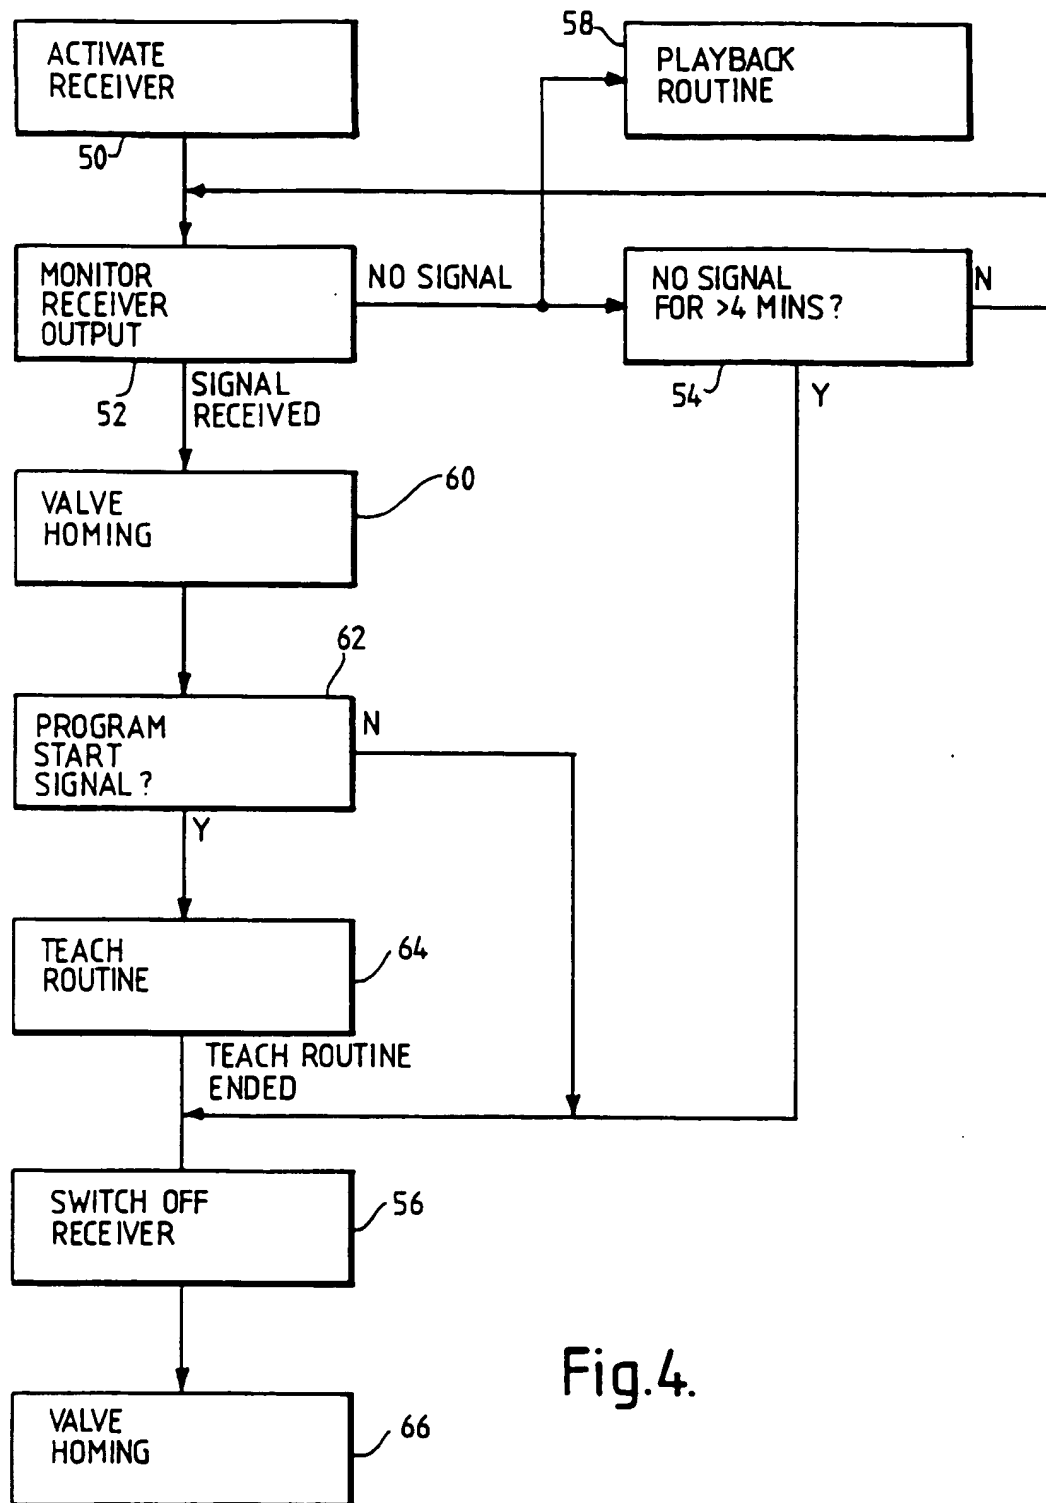 ACTIVATE
RECEIVER
50
58
PLAYBACK
ROUTINE
MONITOR
RECEIVER
OUTPUT
52
NO SIGNAL
NO SIGNAL
FOR >4 MINS?
54
N
Y
SIGNAL
RECEIVED
VALVE
HOMING
60
62
PROGRAM
START
SIGNAL?
N
Y
TEACH
ROUTINE
64
TEACH ROUTINE
ENDED
SWITCH OFF
RECEIVER
56
VALVE
HOMING
66
Fig.4.